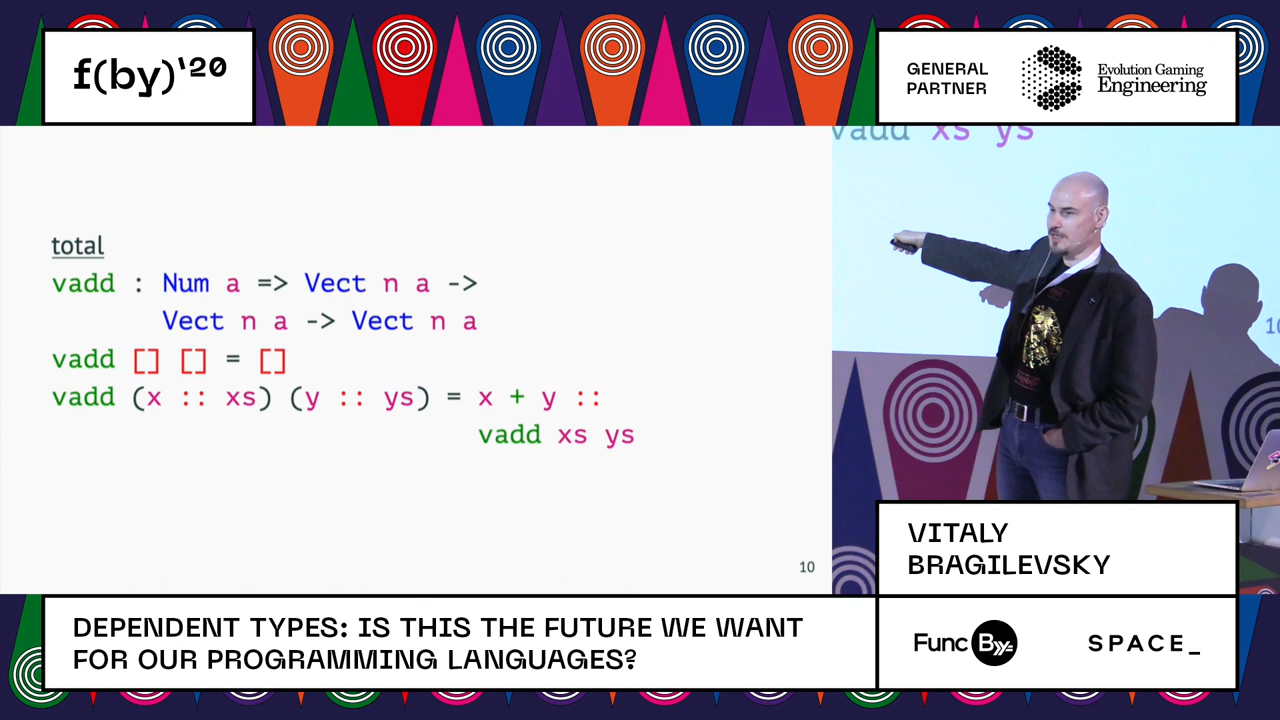 f(by)'20
GENERAL
PARTNER
Evolution Gaming
Engineering
total
vadd : Num a => Vect n a ->
Vect n a -> Vect n a
vadd [] [] = []
vadd (x :: xs) (y :: ys) = x + y ::
vadd xs ys
10
vadd xs ys
10
VITALY
BRAGILEVSKY
DEPENDENT TYPES: IS THIS THE FUTURE WE WANT
FOR OUR PROGRAMMING LANGUAGES?
Func By
SPACE_